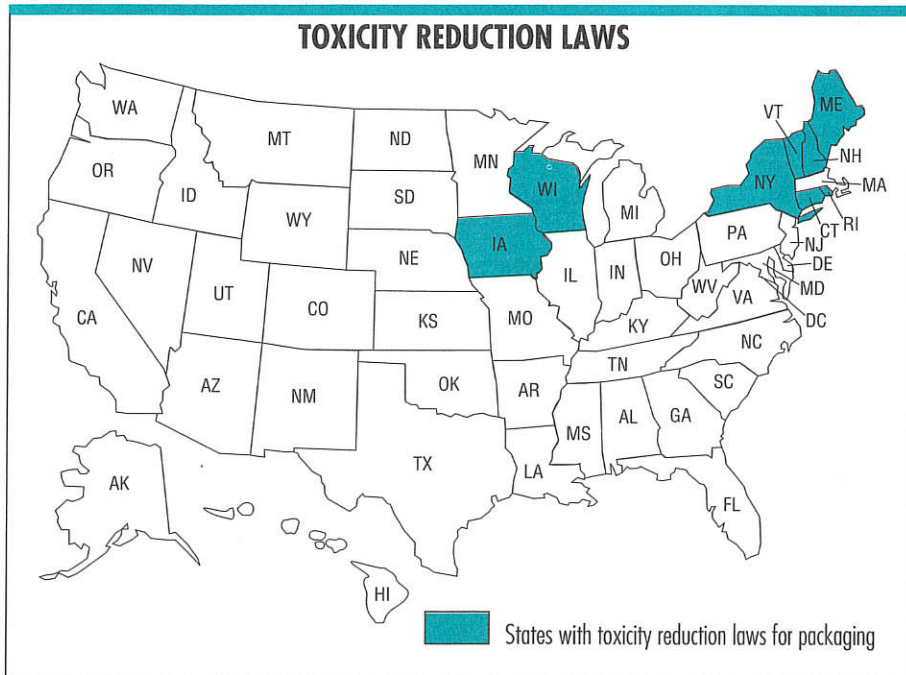 TOXICITY REDUCTION LAWS
WA
MT
ND
MN
VT
ME
OR
ID
SD
WI
NY
NH
MA
WY
MI
RI
CT
IA
PA
NJ
NV
NE
OH
DE
UT
IL
IN
MD
CA
CO
WV
VA
DC
KS
MO
KY
NC
AZ
NM
OK
AR
TN
SC
MS
AL
GA
TX
LA
AK
FL
HI
States with toxicity reduction laws for packaging